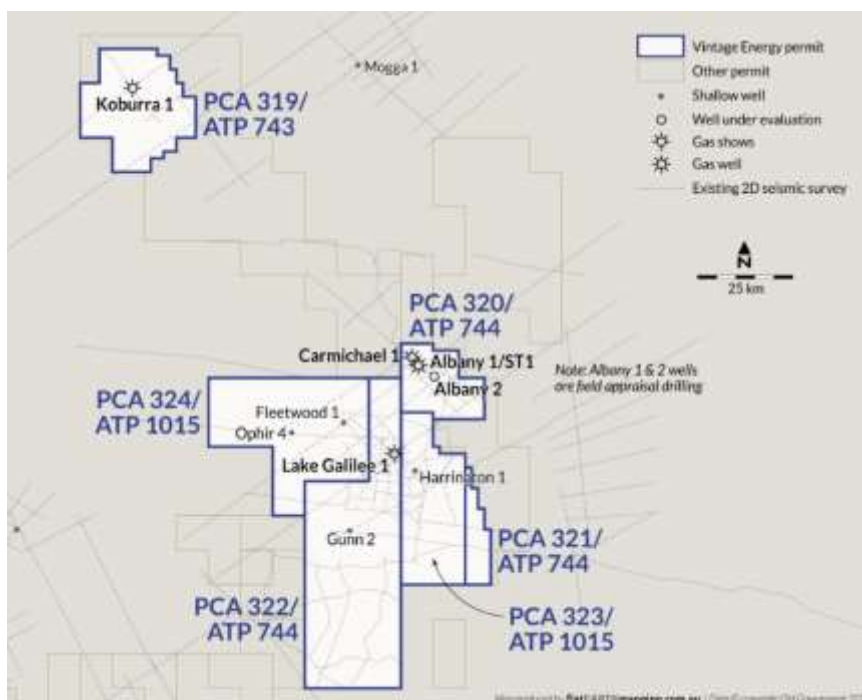 Mogga 1
Koburra 1
PCA 319/
ATP 743
Vintage Energy permit
Other permit
Shallow well
Well under evaluation
Gas shows
Gas well
Existing 2D seismic survey
N
25 km
PCA 320/
ATP 744
Carmichael 1
Albany 1/ST1
Albany 2
Note: Albany 1 & 2 wells
are field appraisal drilling
PCA 324/
ATP 1015
Fleetwood 1
Ophir 4
Lake Galilee 1
Harrington 1
Gunn 2
PCA 321/
ATP 744
PCA 322/
ATP 744
PCA 323/
ATP 1015